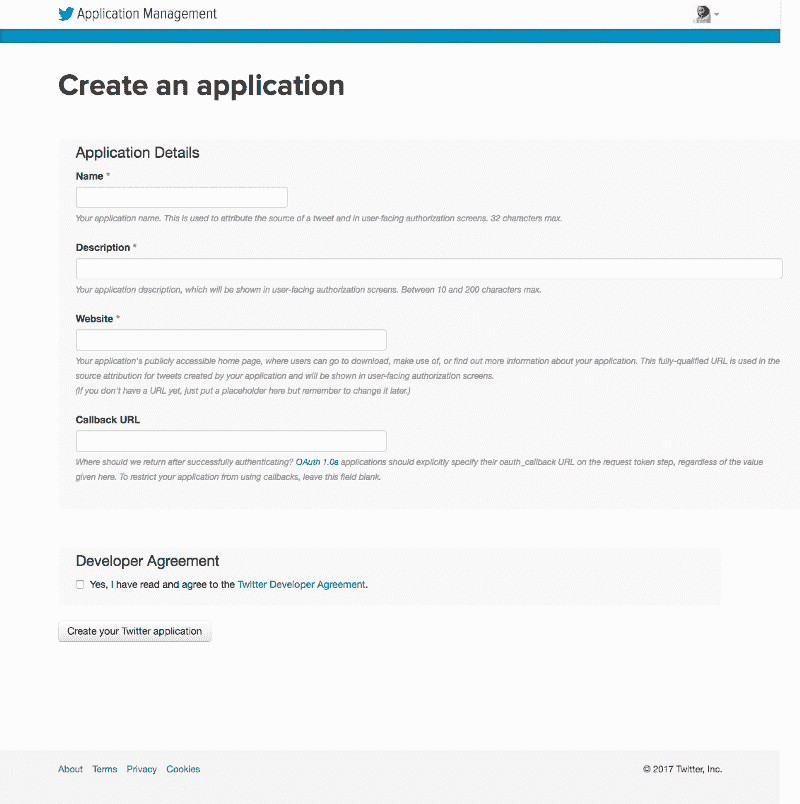 Application Management
Create an application
Application Details
Name *
Your application name. This is used to attribute the source of a tweet and in user-facing authorization screens. 32 characters max.
Description *
Your application description, which will be shown in user-facing authorization screens. Between 10 and 200 characters max.
Website *
Your application's publicly accessible home page, where users can go to download, make use of, or find out more information about your application. This fully-qualified URL is used in the
source attribution for tweets created by your application and will be shown in user-facing authorization screens.
(If you don't have a URL yet, just put a placeholder here but remember to change it later.)
Callback URL
Where should we return after successfully authenticating? OAuth 1.0a applications should explicitly specify their oauth_callback URL on the request token step, regardless of the value
given here. To restrict your application from using callbacks, leave this field blank.
Developer Agreement
Yes, I have read and agree to the Twitter Developer Agreement.
Create your Twitter application
About Terms Privacy Cookies © 2017 Twitter, Inc.